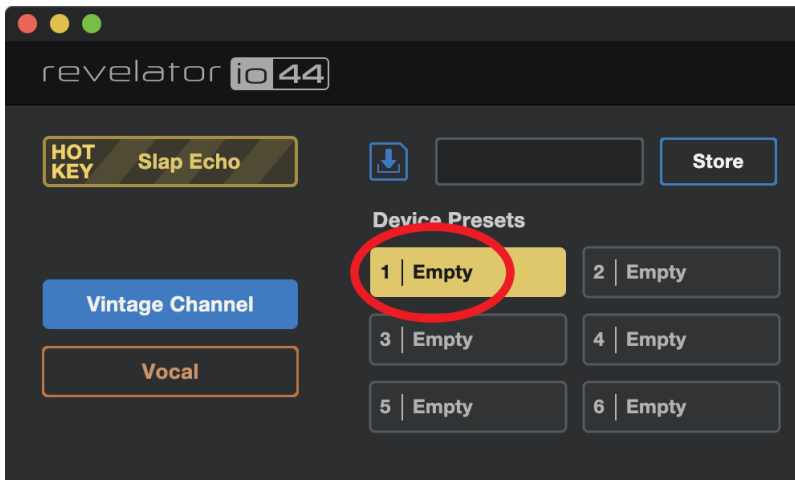 revelator io 44
HOT KEY Slap Echo
Store
Device Presets
1 Empty
2 Empty
Vintage Channel
3 Empty
4 Empty
Vocal
5 Empty
6 Empty